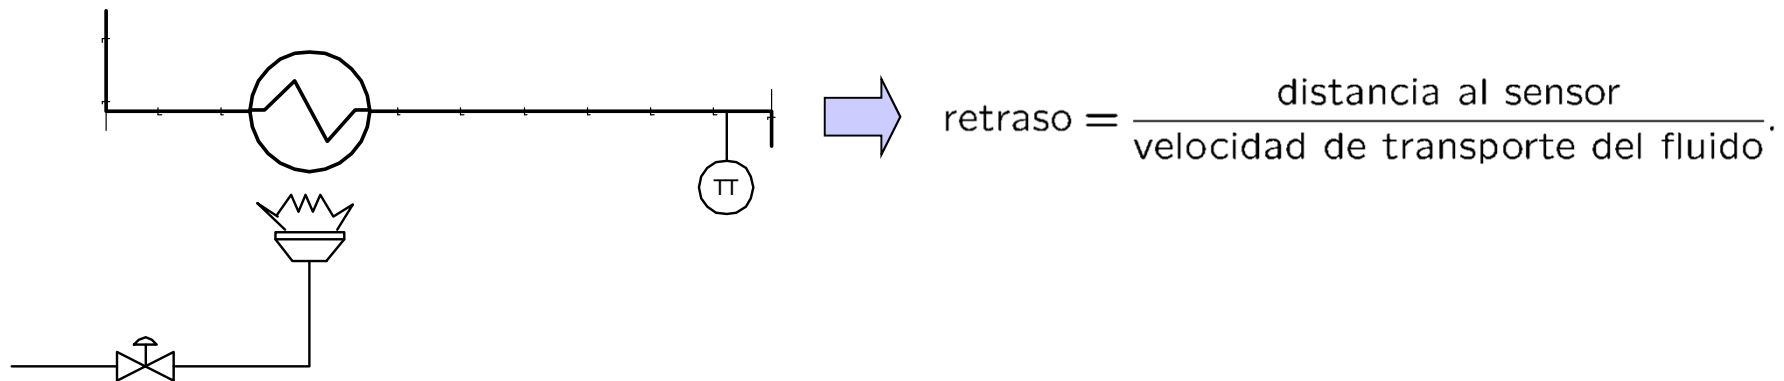 retraso = distancia al sensor / velocidad de transporte del fluido.
TT